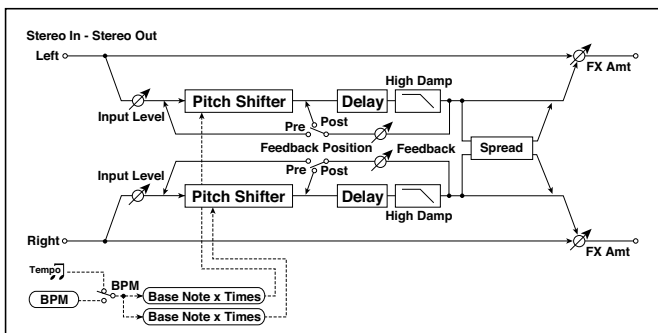 Stereo In - Stereo Out
Left
FX Amt
High Damp
Pitch Shifter
Delay
Input Level
Post
Pre
Feedback Position
Feedback
Spread
Input Level
Pre
Post
Pitch Shifter
Delay
High Damp
Right
FX Amt
Tempo
BPM
BPM
Base Note x Times
Base Note x Times